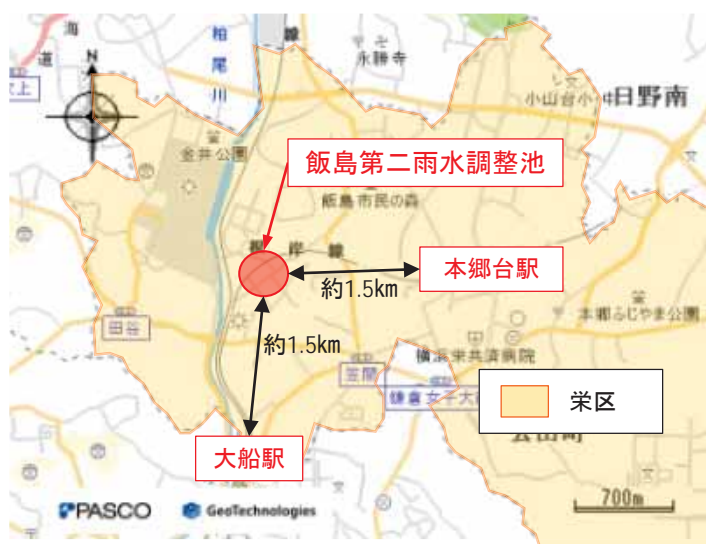 海
道
N
柏
尾
川
線
永勝寺
小山台小
日野南
金井公園
飯島第二雨水調整池
飯島市民の森
根岸線
本郷台駅
約1.5km
本郷ふじやま公園
田谷
約1.5km
横浜栄共済病院
笠間
鎌倉女子大
栄区
大船駅
700m
PASCO
GeoTechnologies